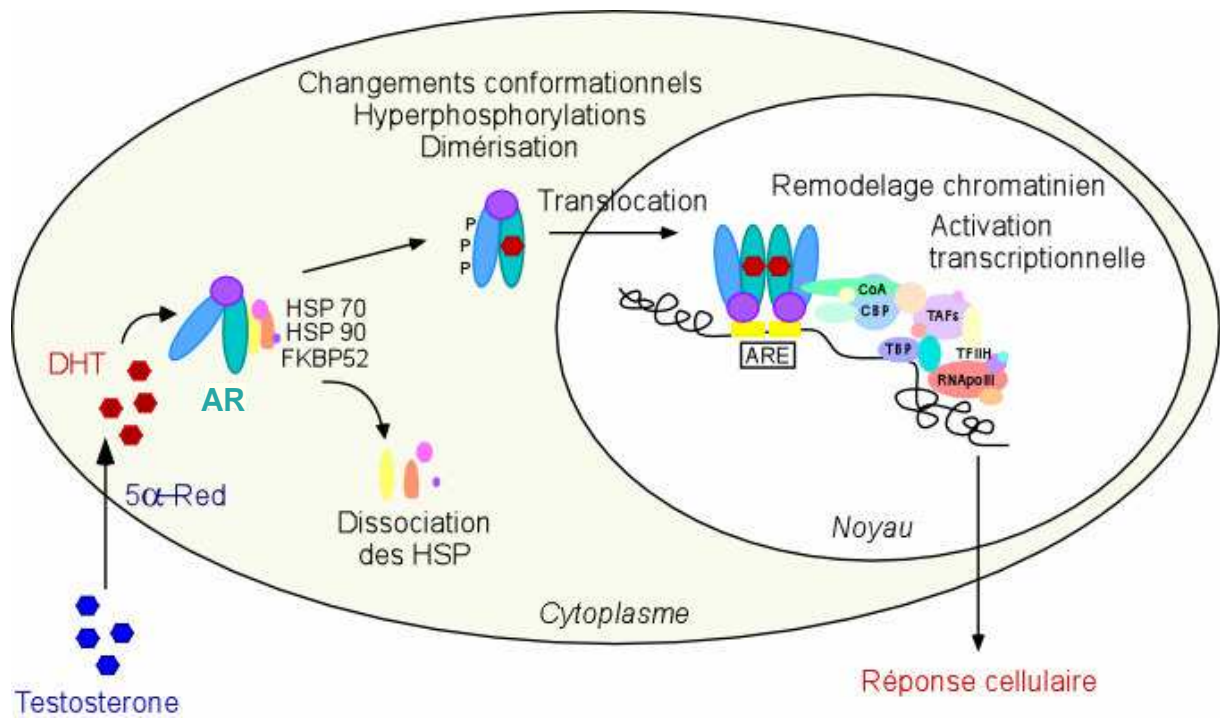 Changements conformationnels
Hyperphosphorylations
Dimérisation
Translocation
Remodelage chromatinien
Activation
transcriptionnelle
P
P
P
HSP 70
HSP 90
FKBP52
DHT
AR
CoA
CBP
TAFs
TBP
TFIIH
RNApolII
ARE
5α-Red
Dissociation
des HSP
Noyau
Cytoplasme
Testosterone
Réponse cellulaire